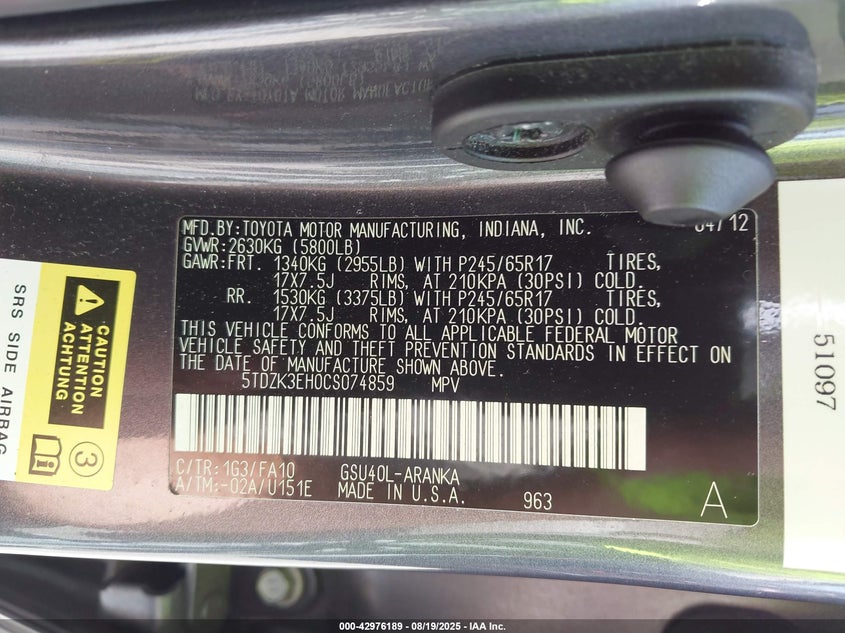 MFD.BY:TOYOTA MOTOR MANUFACTURING, INDIANA, INC. 04/12
GVWR:2630KG (5800LB)
GAWR:FRT. 1340KG (2955LB) WITH P245/65R17 TIRES,
17X7.5J RIMS, AT 210KPA (30PSI) COLD.
RR. 1530KG (3375LB) WITH P245/65R17 TIRES,
17X7.5J RIMS, AT 210KPA (30PSI) COLD.
THIS VEHICLE CONFORMS TO ALL APPLICABLE FEDERAL MOTOR
VEHICLE SAFETY AND THEFT PREVENTION STANDARDS IN EFFECT ON
THE DATE OF MANUFACTURE SHOWN ABOVE.
5TDZK3EH0CS074859 MPV
C/TR:1G3/FA10 GSU40L-ARANKA
A/TM:-02A/U151E MADE IN U.S.A. 963 A
CAUTION
ATTENTION
ACHTUNG
3
SRS SIDE AIRBAG
51097
000-42976189 - 08/19/2025 - IAA Inc.